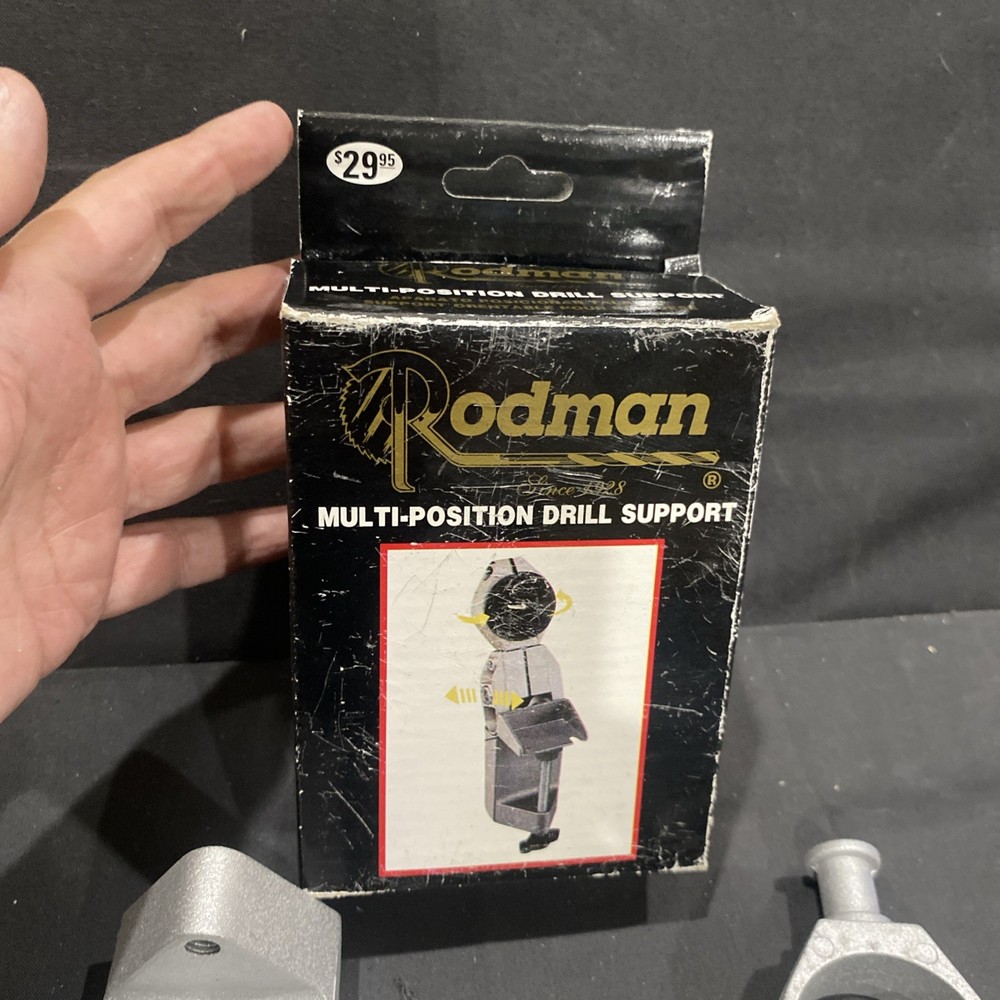 $29.95
Rodman
MULTI-POSITION DRILL SUPPORT
Rodman
®
Since 1928
MULTI-POSITION DRILL SUPPORT